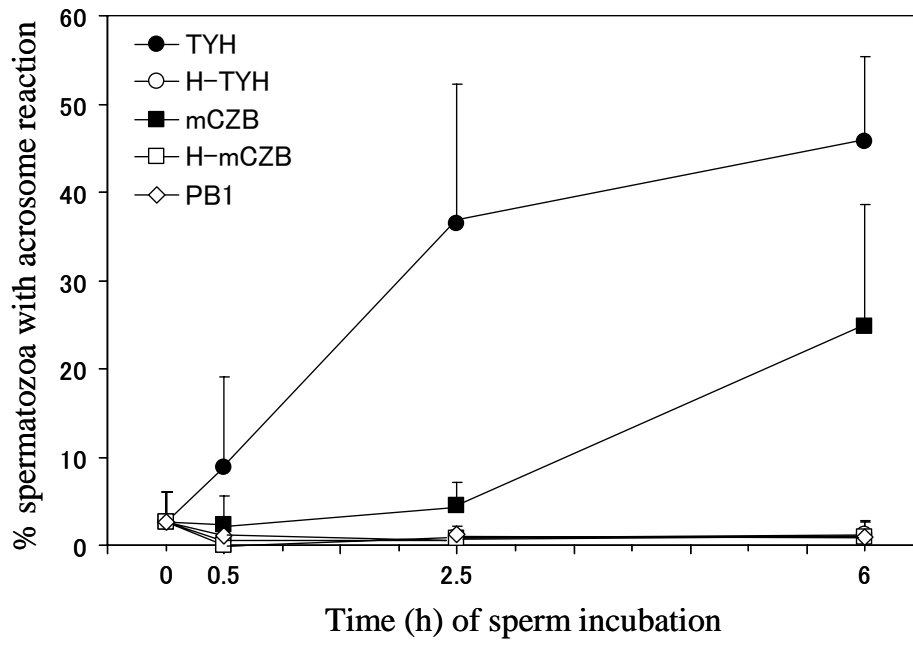 60
50
40
30
20
10
0
% spermatozoa with acrosome reaction
TYH
H-TYH
mCZB
H-mCZB
PB1
0 0.5 2.5 6
Time (h) of sperm incubation